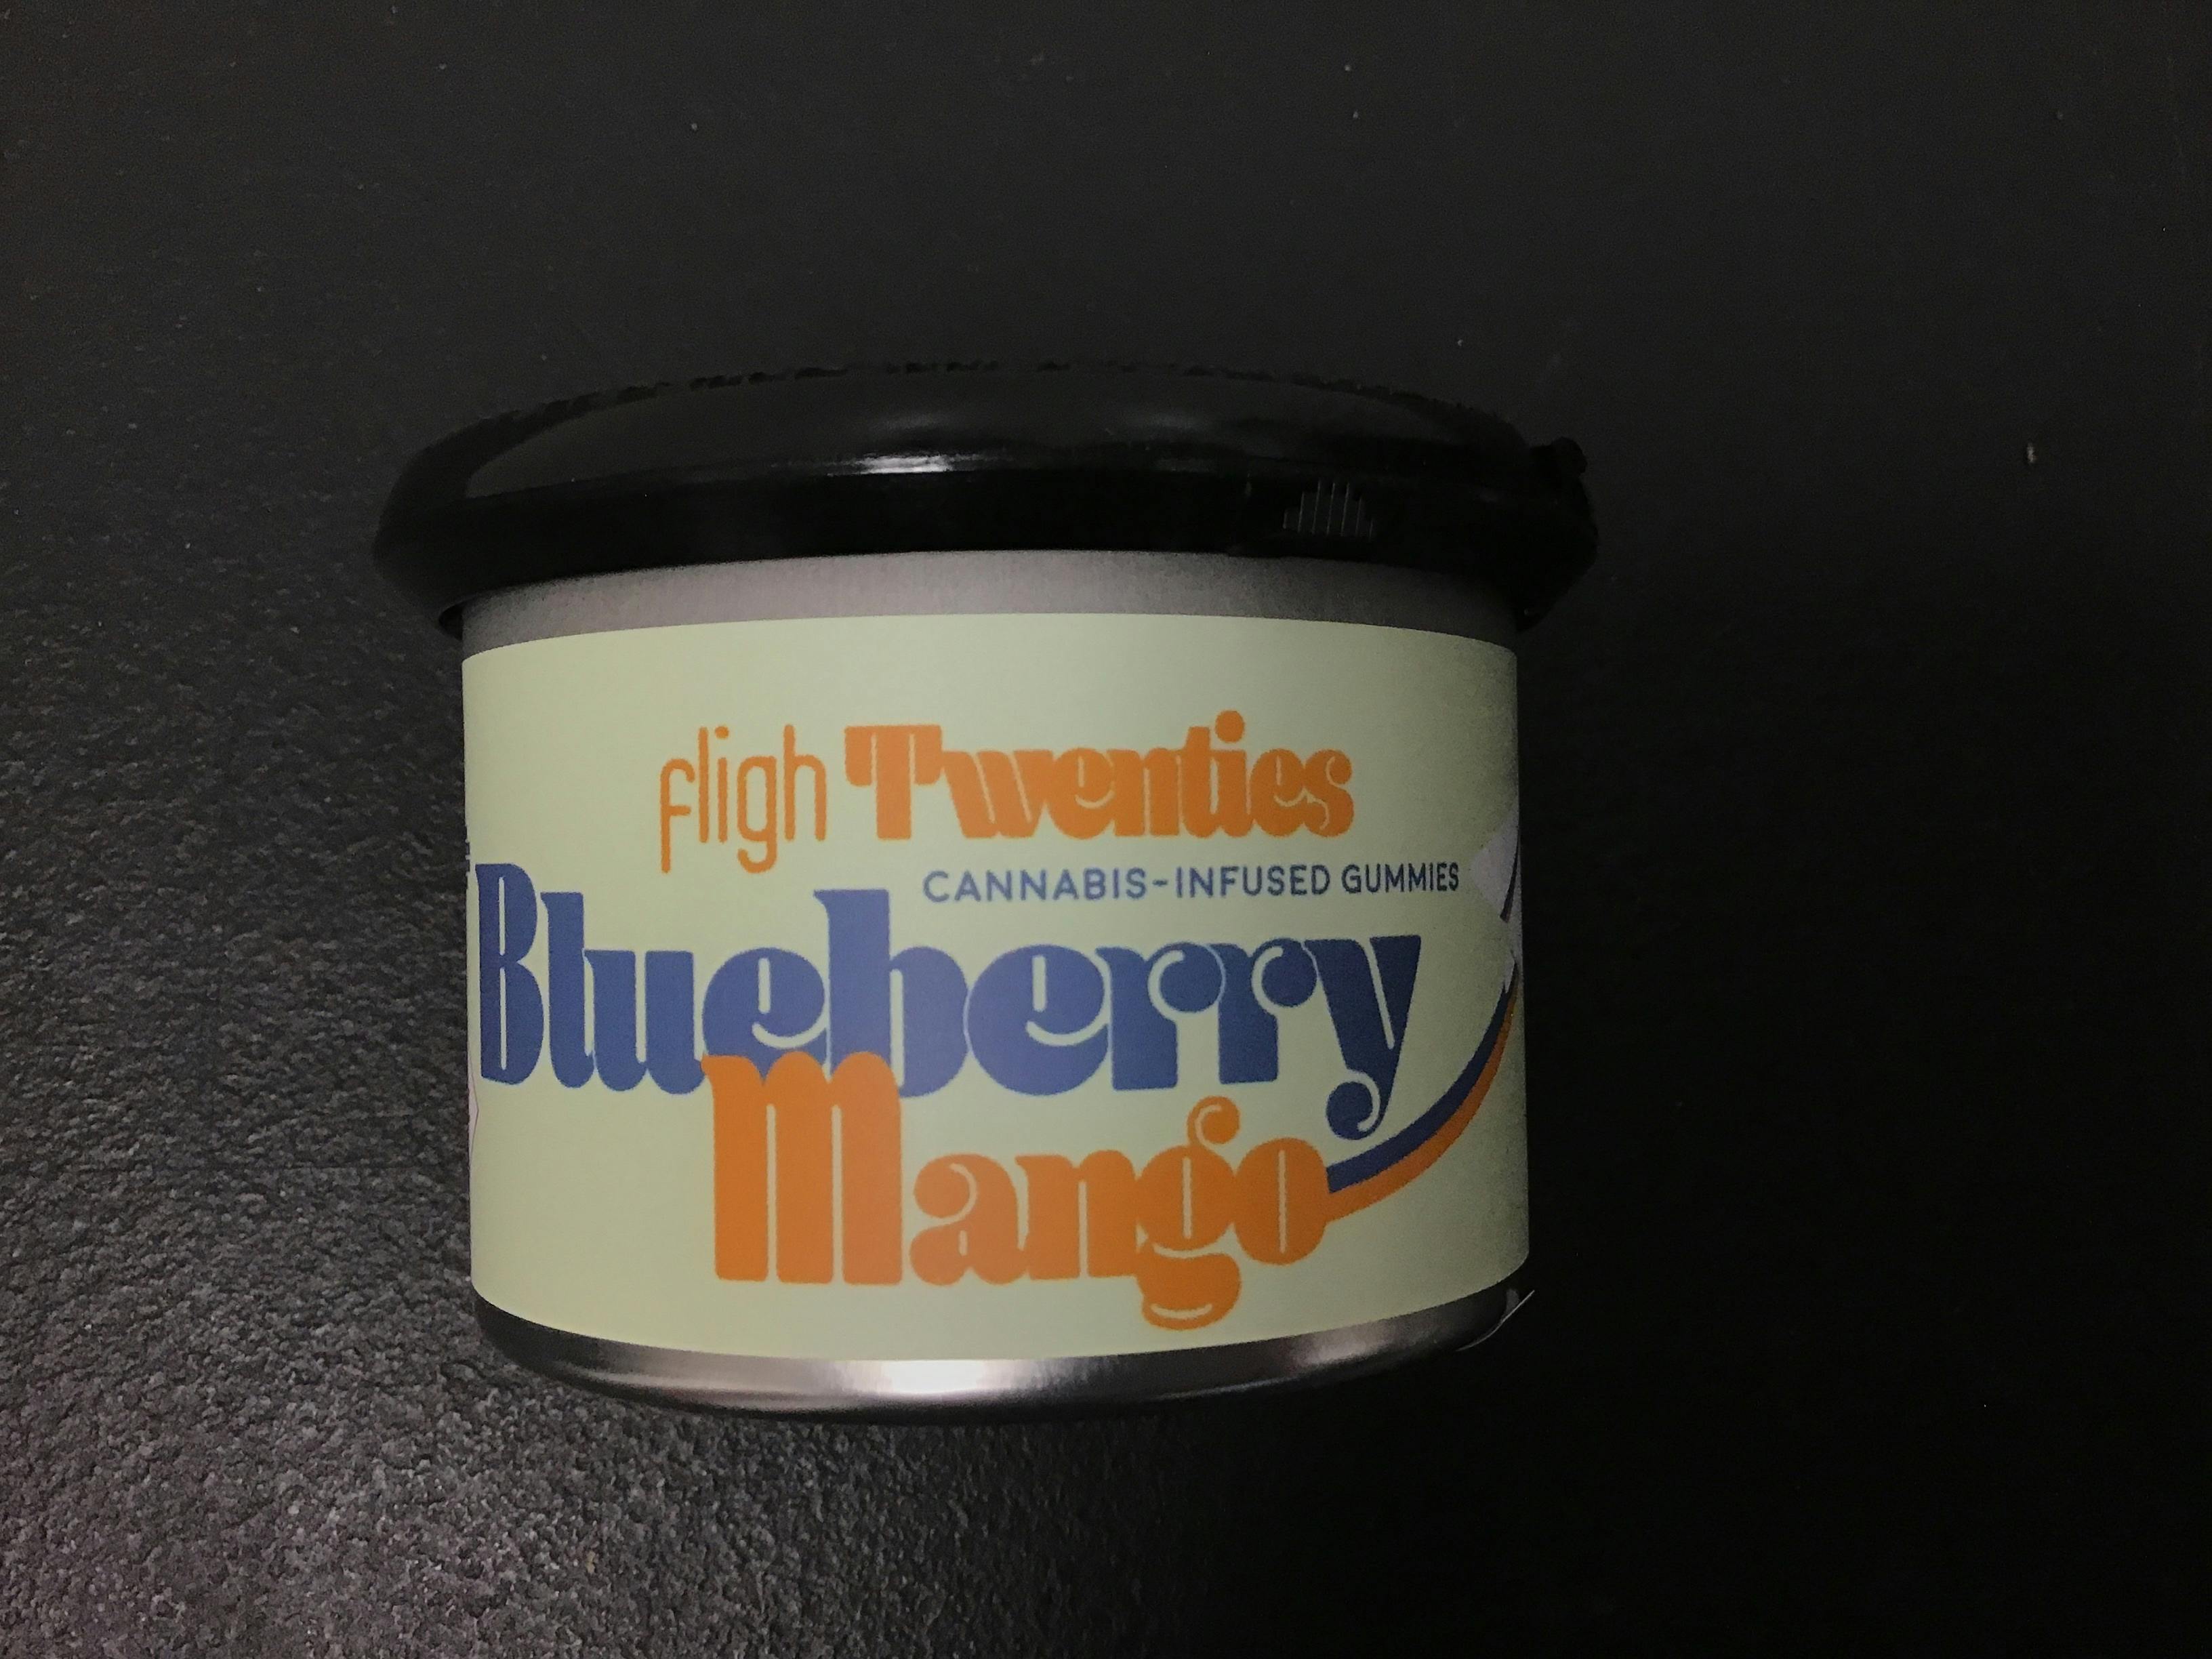 fligh Twenties
CANNABIS-INFUSED GUMMIES
Blueberry
Mango